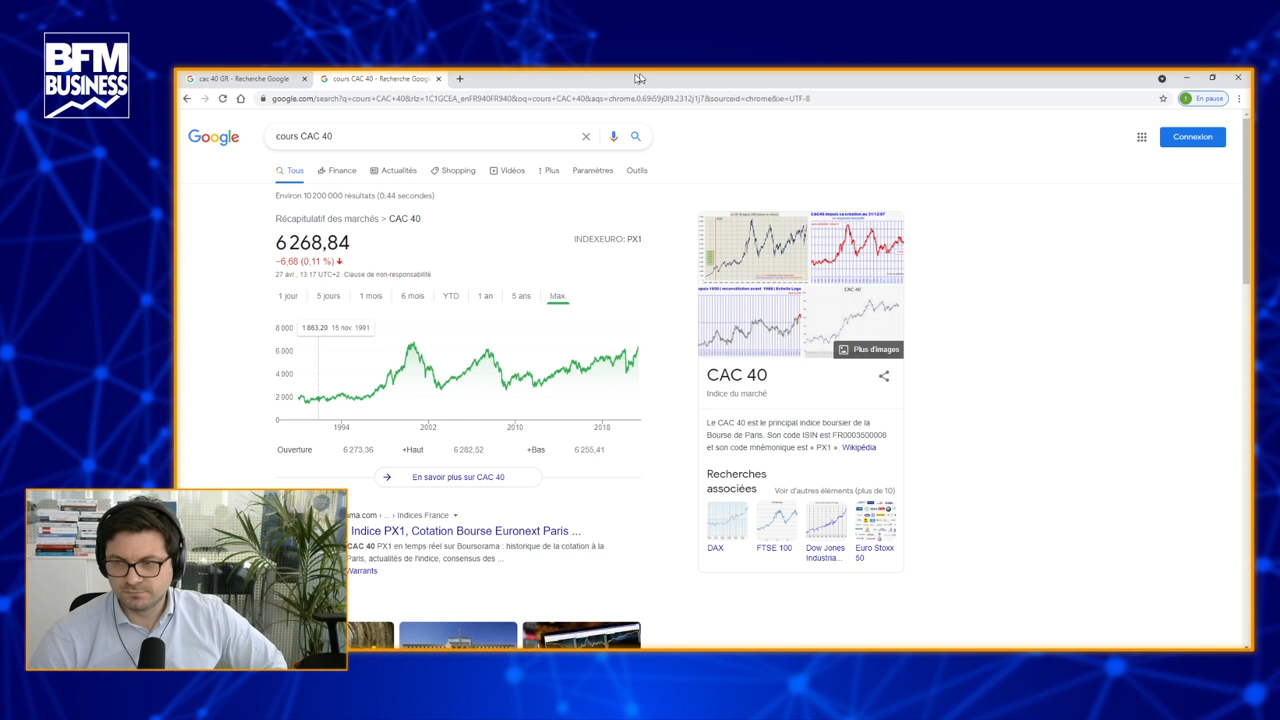 BFM
BUSINESS
cac 40 GR - Recherche Google
cours CAC 40 - Recherche Googl
google.com/search?q=cours+CAC+40&rlz=1C1GCEA_enFR940FR940&oq=cours+CAC+40&aqs=chrome.0.69i59j0l9.2312j1j7&sourceid=chrome&ie=UTF-8
En pause
Google
cours CAC 40
Connexion
Tous
Finance
Actualités
Shopping
Vidéos
Plus
Paramètres
Outils
Environ 10 200 000 résultats (0,44 secondes)
Récapitulatif des marchés > CAC 40
6 268,84
INDEXEURO: PX1
−6,68 (0,11 %)
27 avr., 13:17 UTC+2 · Clause de non-responsabilité
1 jour
5 jours
1 mois
6 mois
YTD
1 an
5 ans
Max
8 000
1 863,20 15 nov. 1991
6 000
4 000
2 000
0
1994
2002
2010
2018
Ouverture 6 273,36
+Haut 6 282,52
+Bas 6 255,41
En savoir plus sur CAC 40
ma.com › ... › Indices France
Indice PX1, Cotation Bourse Euronext Paris ...
CAC 40 PX1 en temps réel sur Boursorama : historique de la cotation à la
Paris, actualités de l'indice, consensus des ...
Warrants
CAC 40
Plus d'images
CAC 40
Indice du marché
Le CAC 40 est le principal indice boursier de la
Bourse de Paris. Son code ISIN est FR0003500008
et son code mnémonique est « PX1 ». Wikipédia
Recherches
associées
Voir d'autres éléments (plus de 10)
DAX
FTSE 100
Dow Jones
Industria...
Euro Stoxx
50